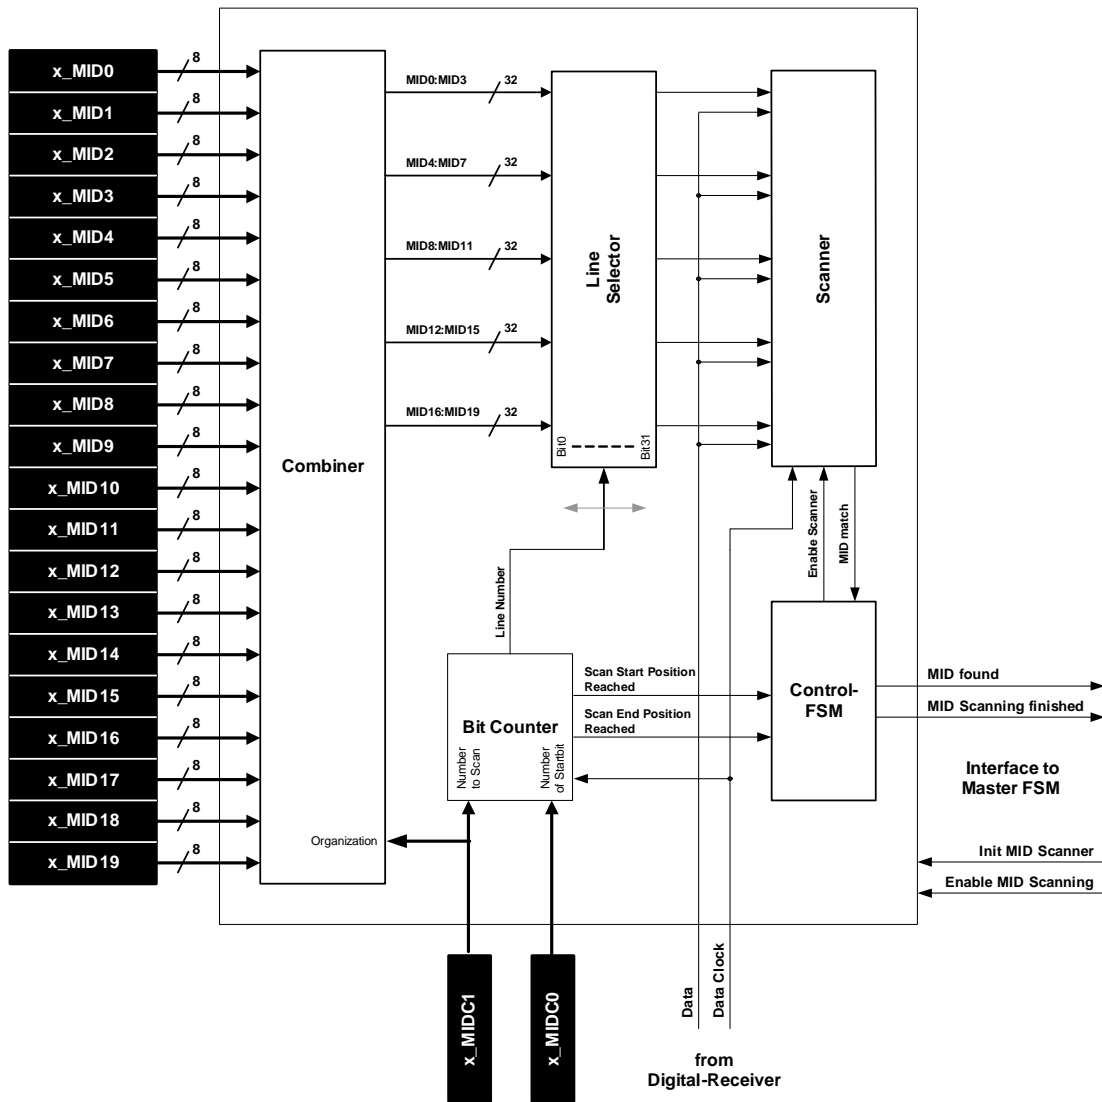 x_MID0
8
x_MID1
8
x_MID2
8
x_MID3
8
x_MID4
8
x_MID5
8
x_MID6
8
x_MID7
8
x_MID8
8
x_MID9
8
x_MID10
8
x_MID11
8
x_MID12
8
x_MID13
8
x_MID14
8
x_MID15
8
x_MID16
8
x_MID17
8
x_MID18
8
x_MID19
8
Combiner
Organization
MID0:MID3
32
MID4:MID7
32
MID8:MID11
32
MID12:MID15
32
MID16:MID19
32
Line
Selector
Bit0
Bit31
Scanner
Line Number
Enable Scanner
MID match
Bit Counter
Number
to Scan
Number
of Startbit
Scan Start Position
Reached
Scan End Position
Reached
Control-
FSM
MID found
MID Scanning finished
Interface to
Master FSM
Init MID Scanner
Enable MID Scanning
x_MIDC1
x_MIDC0
Data
Data Clock
from
Digital-Receiver